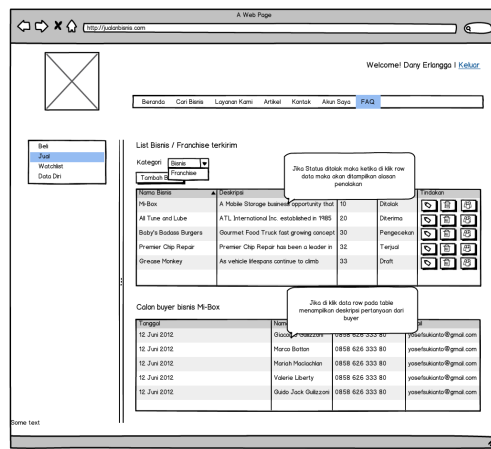 A Web Page
http://jualanbisnis.com
Welcome! Dany Erlangga | Keluar
Beranda Cari Bisnis Layanan Kami Artikel Kontak Akun Saya FAQ
Beli
Jual
Watchlist
Data Diri
List Bisnis / Franchise terkirim
Kategori Bisnis
Franchise
Tambah B
Jika Status ditolak maka ketika di klik row
data maka akan ditampilkan alasan
penolakan
Nama Bisnis Deskripsi Tindakan
Mi-Box A Mobile Storage business opportunity that 10 Ditolak
All Tune and Lube ATL International Inc. established in 1985 20 Diterima
Baby's Badass Burgers Gourmet Food Truck fast growing concept 30 Pengecekan
Premier Chip Repair Premier Chip Repair has been a leader in 32 Terjual
Grease Monkey As vehicle lifespans continue to climb 33 Draft
Jika di klik data row pada table
menampilkan deskripsi pertanyaan dari
buyer
Calon buyer bisnis Mi-Box
Tanggal Nama
12 Juni 2012 Giacomo Guilizzoni 0858 626 333 80 yosefsukianto@gmail.com
12 Juni 2012 Marco Botton 0858 626 333 80 yosefsukianto@gmail.com
12 Juni 2012 Mariah Maclachlan 0858 626 333 80 yosefsukianto@gmail.com
12 Juni 2012 Valerie Liberty 0858 626 333 80 yosefsukianto@gmail.com
12 Juni 2012 Guido Jack Guilizzoni 0858 626 333 80 yosefsukianto@gmail.com
Some text